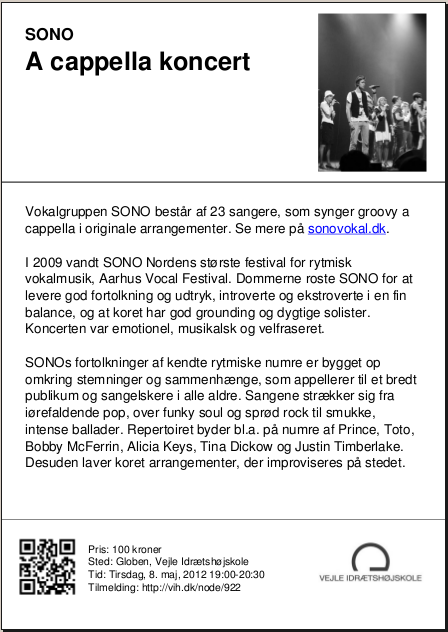 SONO
A cappella koncert
Vokalgruppen SONO består af 23 sangere, som synger groovy a
cappella i originale arrangementer. Se mere på sonovokal.dk.
I 2009 vandt SONO Nordens største festival for rytmisk
vokalmusik, Aarhus Vocal Festival. Dommerne roste SONO for at
levere god fortolkning og udtryk, introverte og ekstroverte i en fin
balance, og at koret har god grounding og dygtige solister.
Koncerten var emotionel, musikalsk og velfraseret.
SONOs fortolkninger af kendte rytmiske numre er bygget op
omkring stemninger og sammenhænge, som appellerer til et bredt
publikum og sangelskere i alle aldre. Sangene strækker sig fra
iørefaldende pop, over funky soul og sprød rock til smukke,
intense ballader. Repertoiret byder bl.a. på numre af Prince, Toto,
Bobby McFerrin, Alicia Keys, Tina Dickow og Justin Timberlake.
Desuden laver koret arrangementer, der improviseres på stedet.
Pris: 100 kroner
Sted: Globen, Vejle Idrætshøjskole
Tid: Tirsdag, 8. maj, 2012 19:00-20:30
Tilmelding: http://vih.dk/node/922
VEJLE IDRÆTSHØJSKOLE